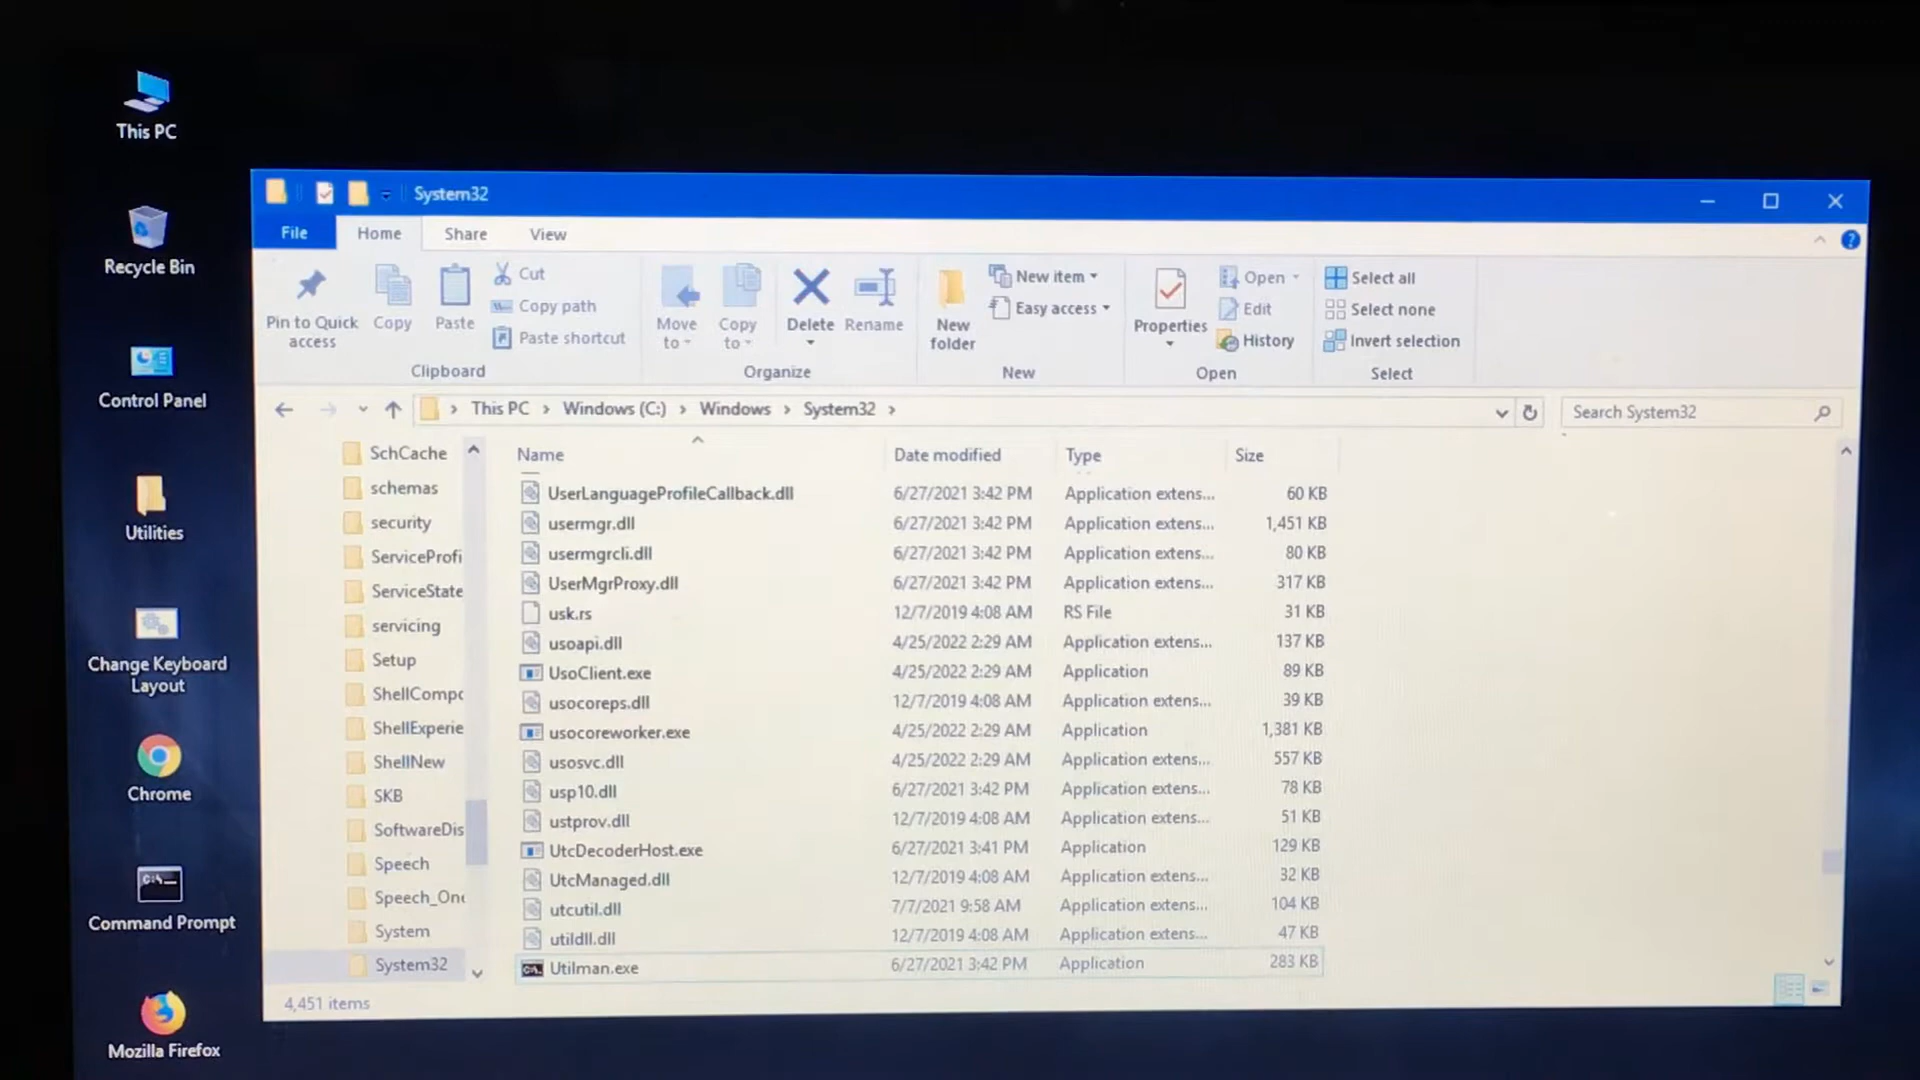 This PC
Recycle Bin
Control Panel
Utilities
Change Keyboard
Layout
Chrome
Command Prompt
Mozilla Firefox
System32
File
Home
Share
View
Pin to Quick
access
Copy
Paste
Cut
Copy path
Paste shortcut
Clipboard
Move
to
Copy
to
Delete
Rename
Organize
New
folder
New item
Easy access
New
Properties
Open
Edit
History
Open
Select all
Select none
Invert selection
Select
This PC > Windows (C:) > Windows > System32 >
Search System32
SchCache
schemas
security
ServiceProfi
ServiceState
servicing
Setup
ShellCompo
ShellExperie
ShellNew
SKB
SoftwareDis
Speech
Speech_One
System
System32
Name Date modified Type Size
UserLanguageProfileCallback.dll 6/27/2021 3:42 PM Application extens... 60 KB
usermgr.dll 6/27/2021 3:42 PM Application extens... 1,451 KB
usermgrcli.dll 6/27/2021 3:42 PM Application extens... 80 KB
UserMgrProxy.dll 6/27/2021 3:42 PM Application extens... 317 KB
usk.rs 12/7/2019 4:08 AM RS File 31 KB
usoapi.dll 4/25/2022 2:29 AM Application extens... 137 KB
UsoClient.exe 4/25/2022 2:29 AM Application 89 KB
usocoreps.dll 12/7/2019 4:08 AM Application extens... 39 KB
usocoreworker.exe 4/25/2022 2:29 AM Application 1,381 KB
usosvc.dll 4/25/2022 2:29 AM Application extens... 557 KB
usp10.dll 6/27/2021 3:42 PM Application extens... 78 KB
ustprov.dll 12/7/2019 4:08 AM Application extens... 51 KB
UtcDecoderHost.exe 6/27/2021 3:41 PM Application 129 KB
UtcManaged.dll 12/7/2019 4:08 AM Application extens... 32 KB
utcutil.dll 7/7/2021 9:58 AM Application extens... 104 KB
utildll.dll 12/7/2019 4:08 AM Application extens... 47 KB
Utilman.exe 6/27/2021 3:42 PM Application 283 KB
4,451 items